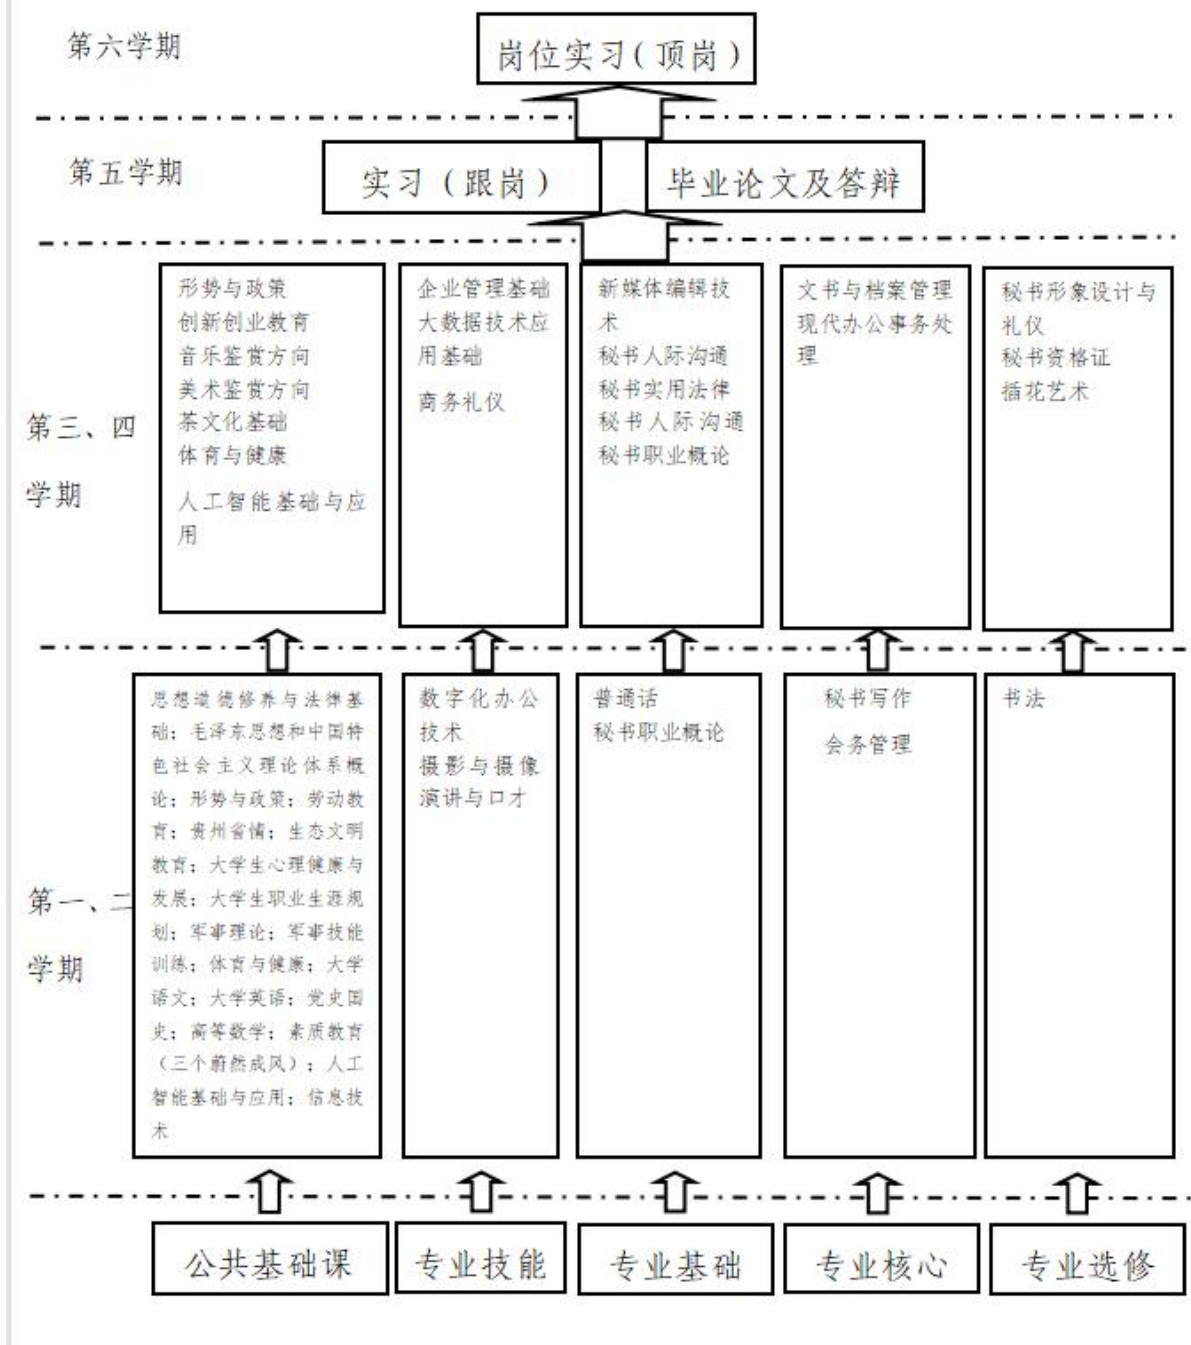 第六学期
岗位实习（顶岗）
第五学期
实习（跟岗）
毕业论文及答辩
第三、四
学期
形势与政策
创新创业教育
音乐鉴赏方向
美术鉴赏方向
茶文化基础
体育与健康
人工智能基础与应
用
企业管理基础
大数据技术应
用基础
商务礼仪
新媒体编辑技
术
秘书人际沟通
秘书实用法律
秘书人际沟通
秘书职业概论
文书与档案管理
现代办公事务处
理
秘书形象设计与
礼仪
秘书资格证
插花艺术
第一、二
学期
思想道德修养与法律基
础；毛泽东思想和中国特
色社会主义理论体系概
论；形势与政策；劳动教
育；贵州省情；生态文明
教育；大学生心理健康与
发展；大学生职业生涯规
划；军事理论；军事技能
训练；体育与健康；大学
语文；大学英语；党史国
史；高等数学；素质教育
（三个蔚然成风）；人工
智能基础与应用；信息技
术
数字化办公
技术
摄影与摄像
演讲与口才
普通话
秘书职业概论
秘书写作
会务管理
书法
公共基础课
专业技能
专业基础
专业核心
专业选修